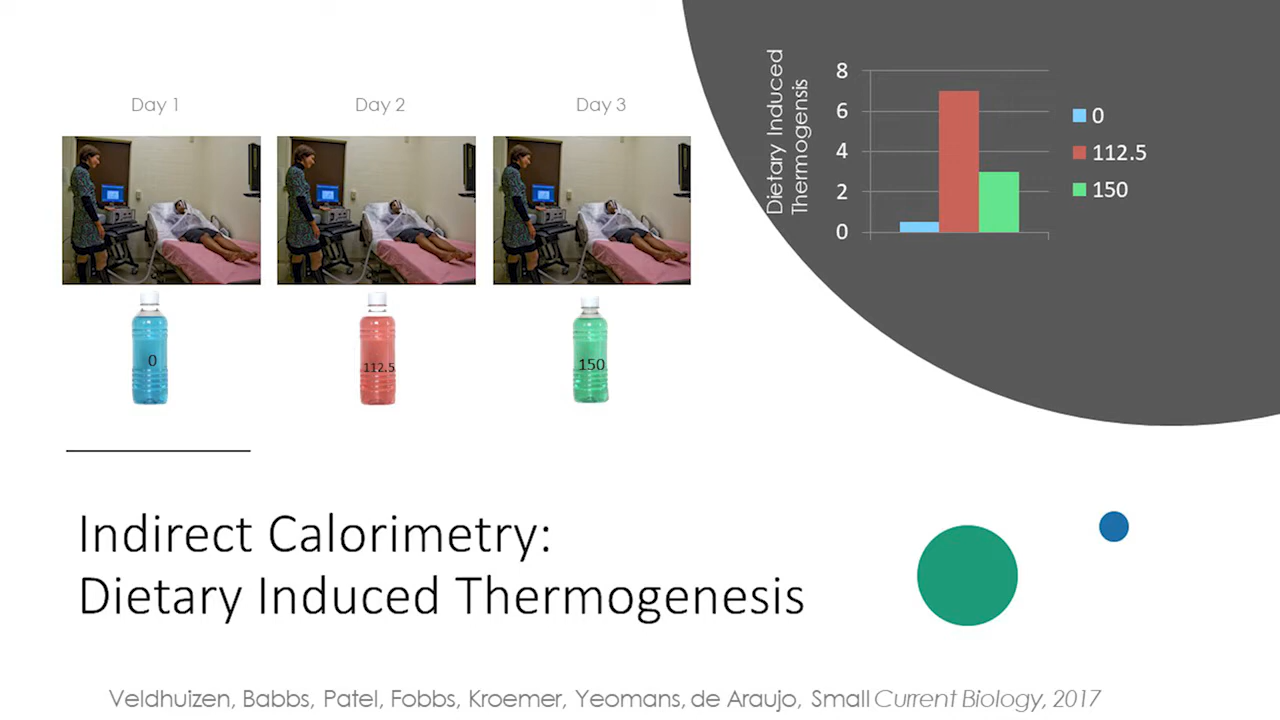 Day 1
Day 2
Day 3
0
112.5
150
Dietary Induced
Thermogensis
8
6
4
2
0
0
112.5
150
Indirect Calorimetry:
Dietary Induced Thermogenesis
Veldhuizen, Babbs, Patel, Fobbs, Kroemer, Yeomans, de Araujo, Small Current Biology, 2017